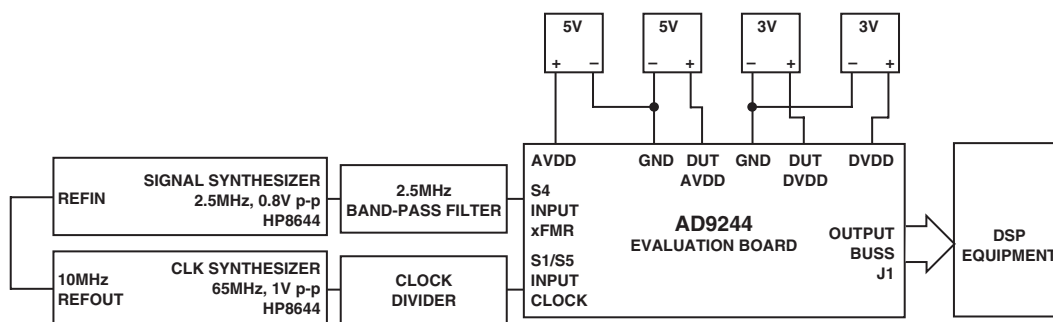 5V
5V
3V
3V
+ −
− +
− +
− +
AVDD
GND
DUT
AVDD
GND
DUT
DVDD
DVDD
REFIN
SIGNAL SYNTHESIZER
2.5MHz, 0.8V p-p
HP8644
2.5MHz
BAND-PASS FILTER
S4
INPUT
xFMR
AD9244
EVALUATION BOARD
OUTPUT
BUSS
J1
DSP
EQUIPMENT
10MHz
REFOUT
CLK SYNTHESIZER
65MHz, 1V p-p
HP8644
CLOCK
DIVIDER
S1/S5
INPUT
CLOCK